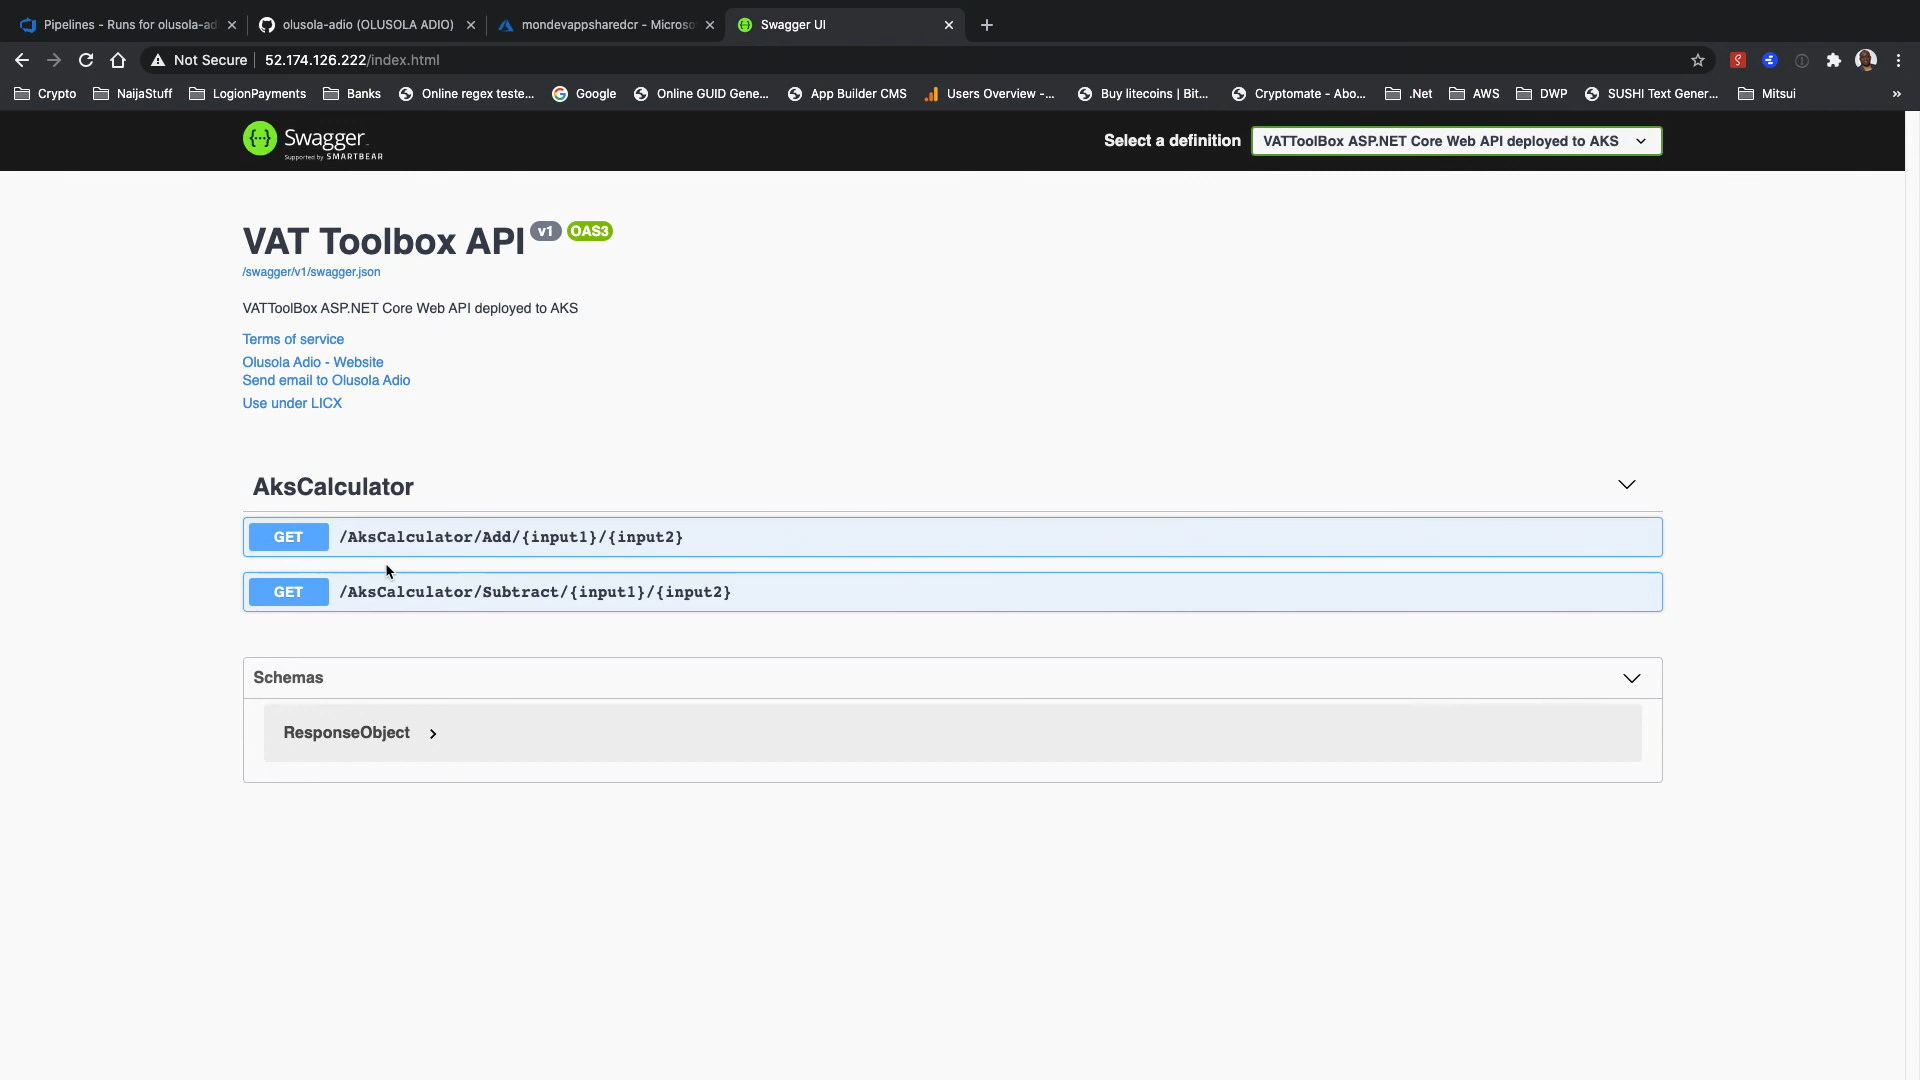 Pipelines - Runs for olusola-ad
olusola-adio (OLUSOLA ADIO)
mondevappsharedcr - Microso
Swagger UI
Not Secure
52.174.126.222/index.html
Crypto
NaijaStuff
LogionPayments
Banks
Online regex teste...
Google
Online GUID Gene...
App Builder CMS
Users Overview -...
Buy litecoins | Bit...
Cryptomate - Abo...
.Net
AWS
DWP
SUSHI Text Gener...
Mitsui
»
{···} Swagger
Supported by SMARTBEAR
Select a definition
VATToolBox ASP.NET Core Web API deployed to AKS
VAT Toolbox API v1 OAS3
/swagger/v1/swagger.json
VATToolBox ASP.NET Core Web API deployed to AKS
Terms of service
Olusola Adio - Website
Send email to Olusola Adio
Use under LICX
AksCalculator
GET /AksCalculator/Add/{input1}/{input2}
GET /AksCalculator/Subtract/{input1}/{input2}
Schemas
ResponseObject